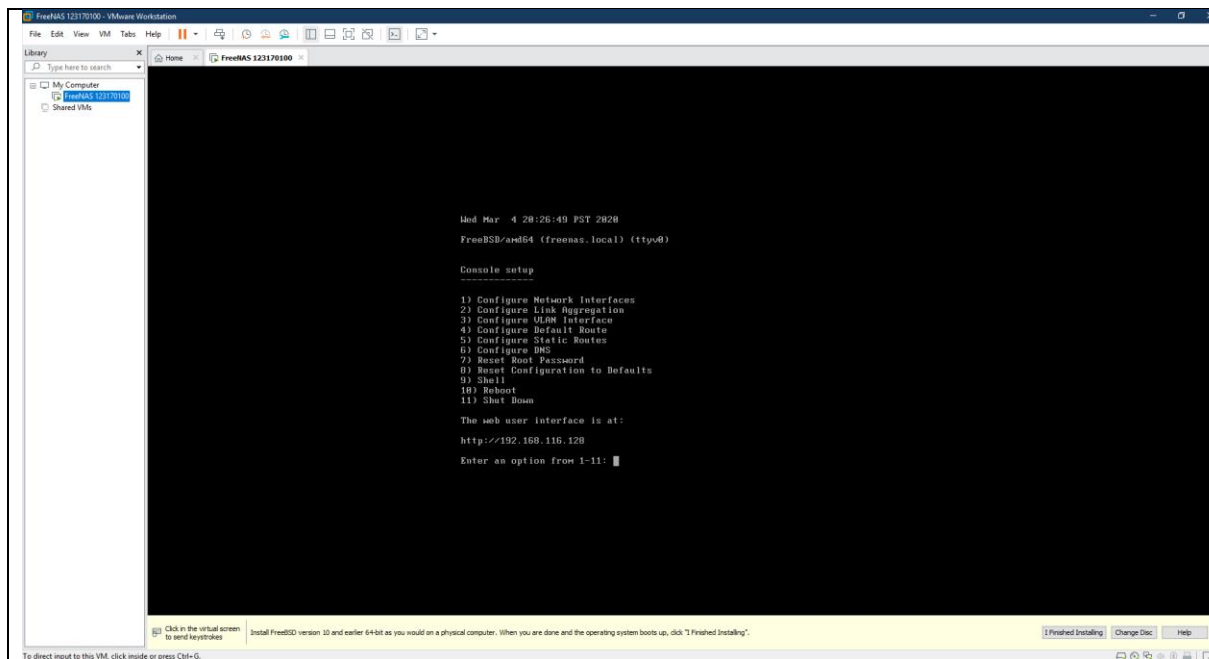 FreeNAS 123170100 - VMware Workstation
File Edit View VM Tabs Help
Library
Type here to search
My Computer
FreeNAS 123170100
Shared VMs
Home
FreeNAS 123170100
Wed Mar 4 20:26:49 PST 2020
FreeBSD/amd64 (freenas.local) (ttyv0)
Console setup
-------------
1) Configure Network Interfaces
2) Configure Link Aggregation
3) Configure VLAN Interface
4) Configure Default Route
5) Configure Static Routes
6) Configure DNS
7) Reset Root Password
8) Reset Configuration to Defaults
9) Shell
10) Reboot
11) Shut Down
The web user interface is at:
http://192.168.116.128
Enter an option from 1-11:
Click in the virtual screen
to send keystrokes
Install FreeBSD version 10 and earlier 64-bit as you would on a physical computer. When you are done and the operating system boots up, click "I Finished Installing".
I Finished Installing
Change Disc
Help
To direct input to this VM, click inside or press Ctrl+G.